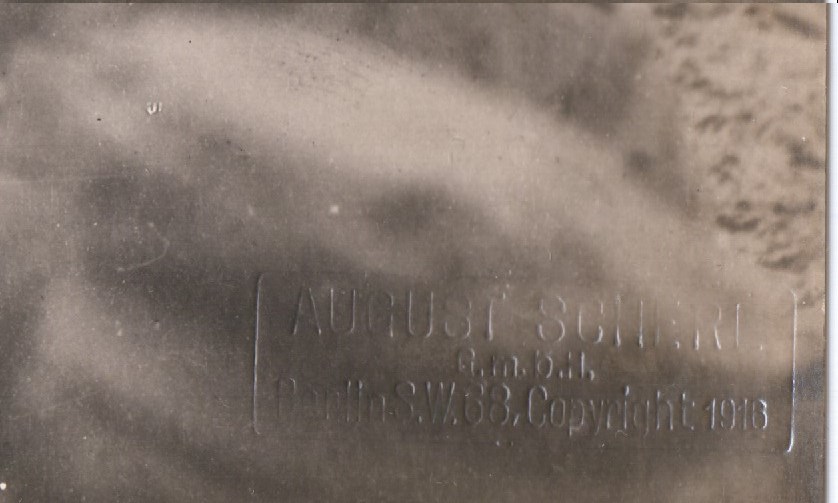 AUGUST SCHERL
G.m.b.H.
Berlin S.W.68, Copyright 1916